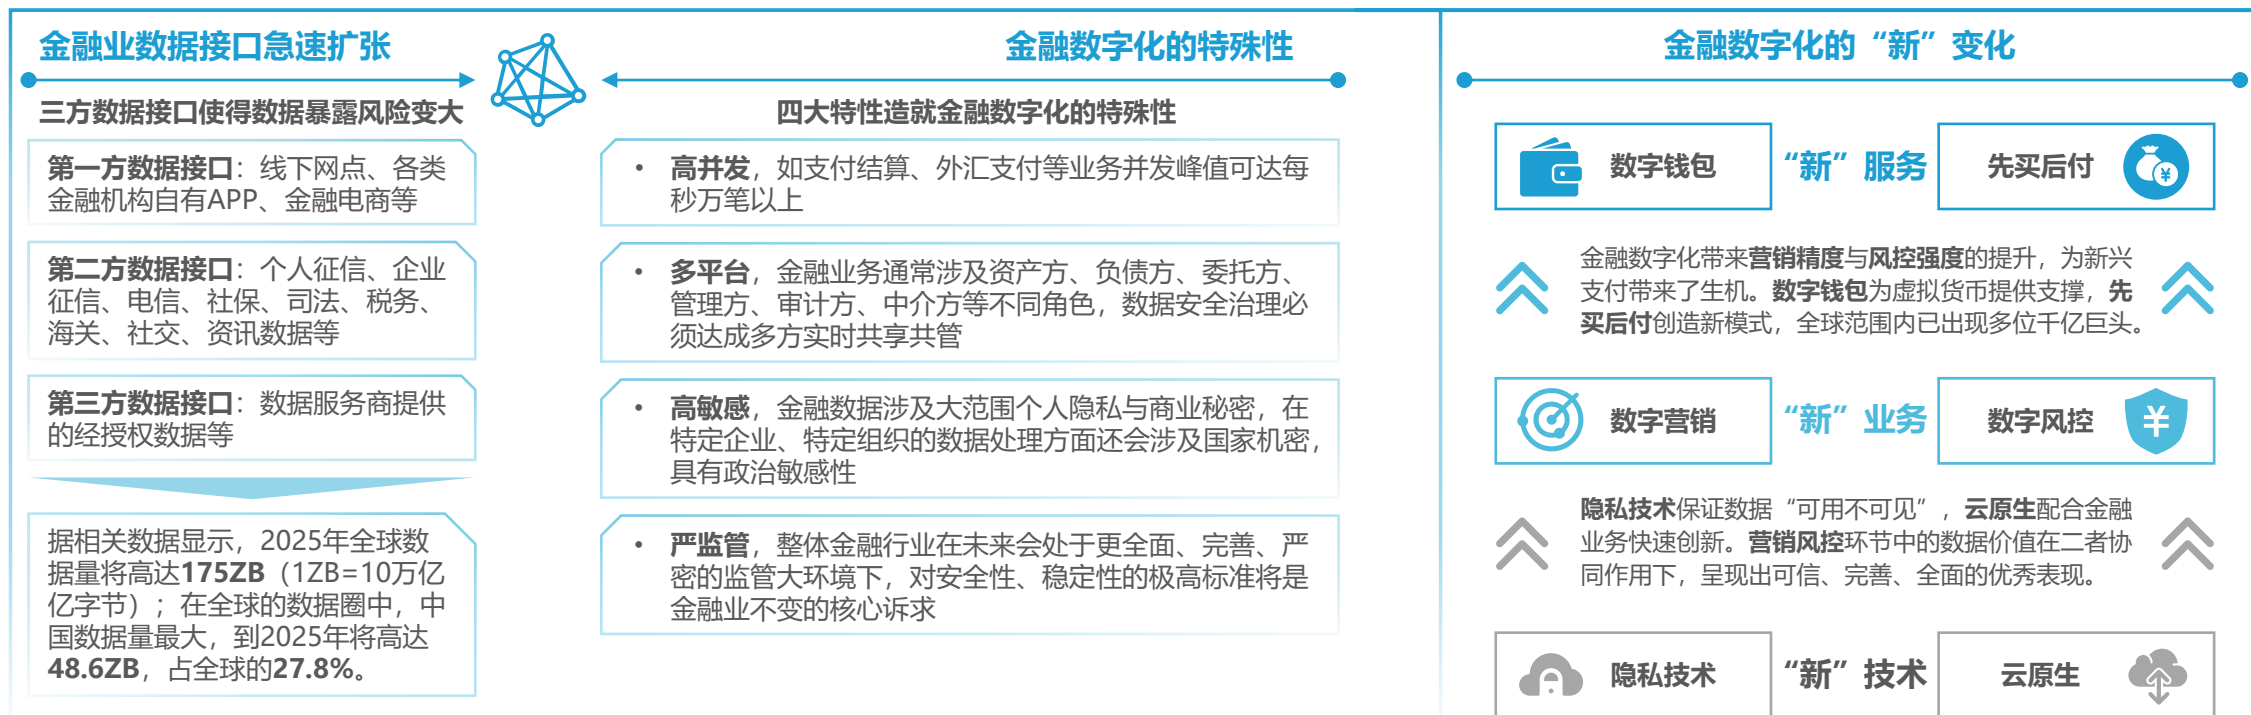 金融业数据接口急速扩张
三方数据接口使得数据暴露风险变大
第一方数据接口：线下网点、各类
金融机构自有APP、金融电商等
第二方数据接口：个人征信、企业
征信、电信、社保、司法、税务、
海关、社交、资讯数据等
第三方数据接口：数据服务商提供
的经授权数据等
据相关数据显示，2025年全球数
据量将高达175ZB（1ZB=10万亿
亿字节）；在全球的数据圈中，中
国数据量最大，到2025年将高达
48.6ZB，占全球的27.8%。
金融数字化的特殊性
四大特性造就金融数字化的特殊性
• 高并发，如支付结算、外汇支付等业务并发峰值可达每
秒万笔以上
• 多平台，金融业务通常涉及资产方、负债方、委托方、
管理方、审计方、中介方等不同角色，数据安全治理必
须达成多方实时共享共管
• 高敏感，金融数据涉及大范围个人隐私与商业秘密，在
特定企业、特定组织的数据处理方面还会涉及国家机密，
具有政治敏感性
• 严监管，整体金融行业在未来会处于更全面、完善、严
密的监管大环境下，对安全性、稳定性的极高标准将是
金融业不变的核心诉求
金融数字化的“新”变化
数字钱包 “新”服务 先买后付 ¥
金融数字化带来营销精度与风控强度的提升，为新兴
支付带来了生机。数字钱包为虚拟货币提供支撑，先
买后付创造新模式，全球范围内已出现多位千亿巨头。
数字营销 “新”业务 数字风控 ¥
隐私技术保证数据“可用不可见”，云原生配合金融
业务快速创新。营销风控环节中的数据价值在二者协
同作用下，呈现出可信、完善、全面的优秀表现。
隐私技术 “新”技术 云原生